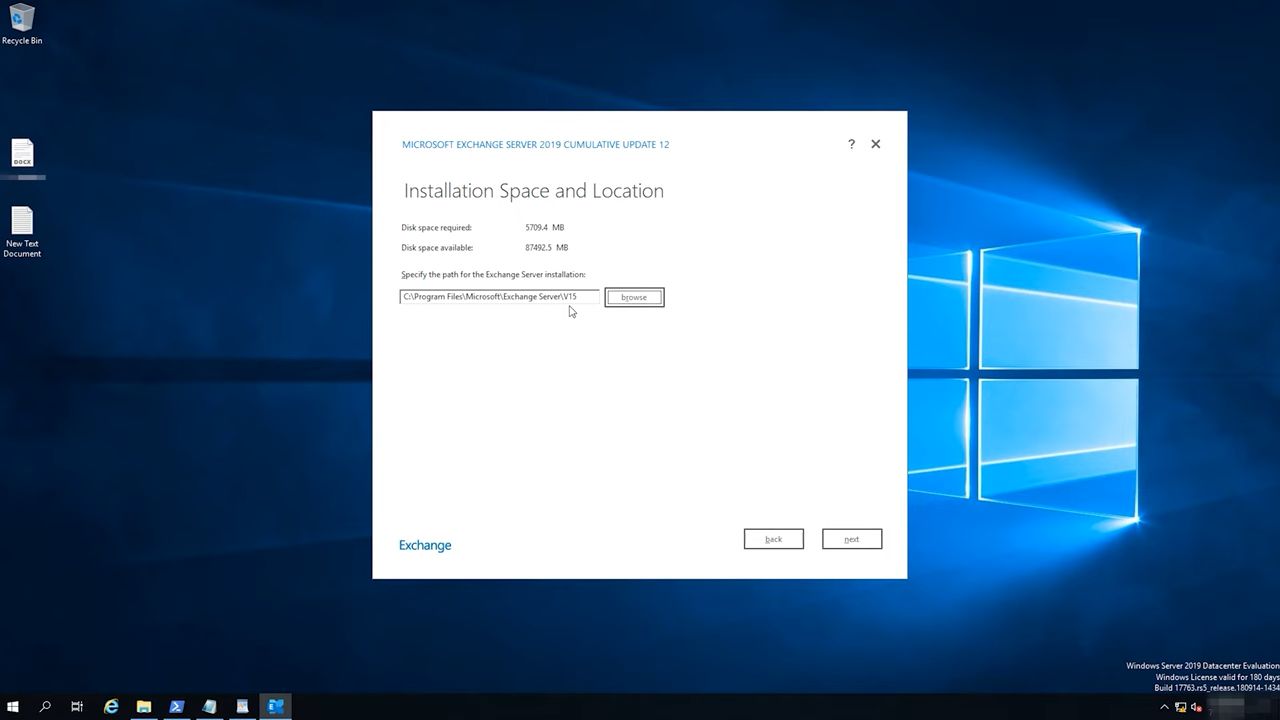 Recycle Bin
DOCX
New Text
Document
MICROSOFT EXCHANGE SERVER 2019 CUMULATIVE UPDATE 12
?
Installation Space and Location
Disk space required: 5709.4 MB
Disk space available: 87492.5 MB
Specify the path for the Exchange Server installation:
C:\Program Files\Microsoft\Exchange Server\V15
browse
Exchange
back
next
Windows Server 2019 Datacenter Evaluation
Windows License valid for 180 days
Build 17763.rs5_release.180914-1434